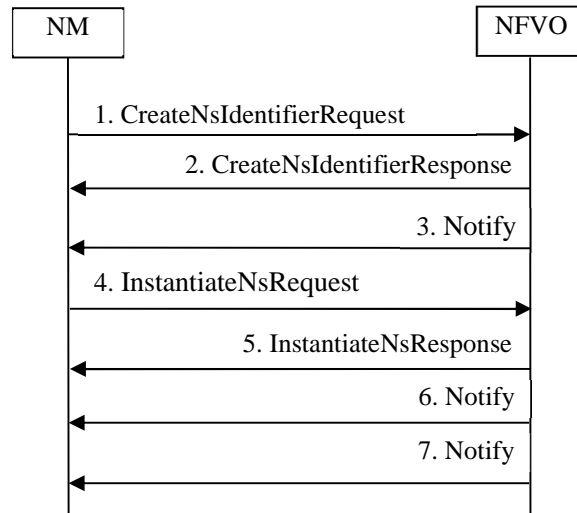 NM
NFVO
1. CreateNsIdentifierRequest
2. CreateNsIdentifierResponse
3. Notify
4. InstantiateNsRequest
5. InstantiateNsResponse
6. Notify
7. Notify